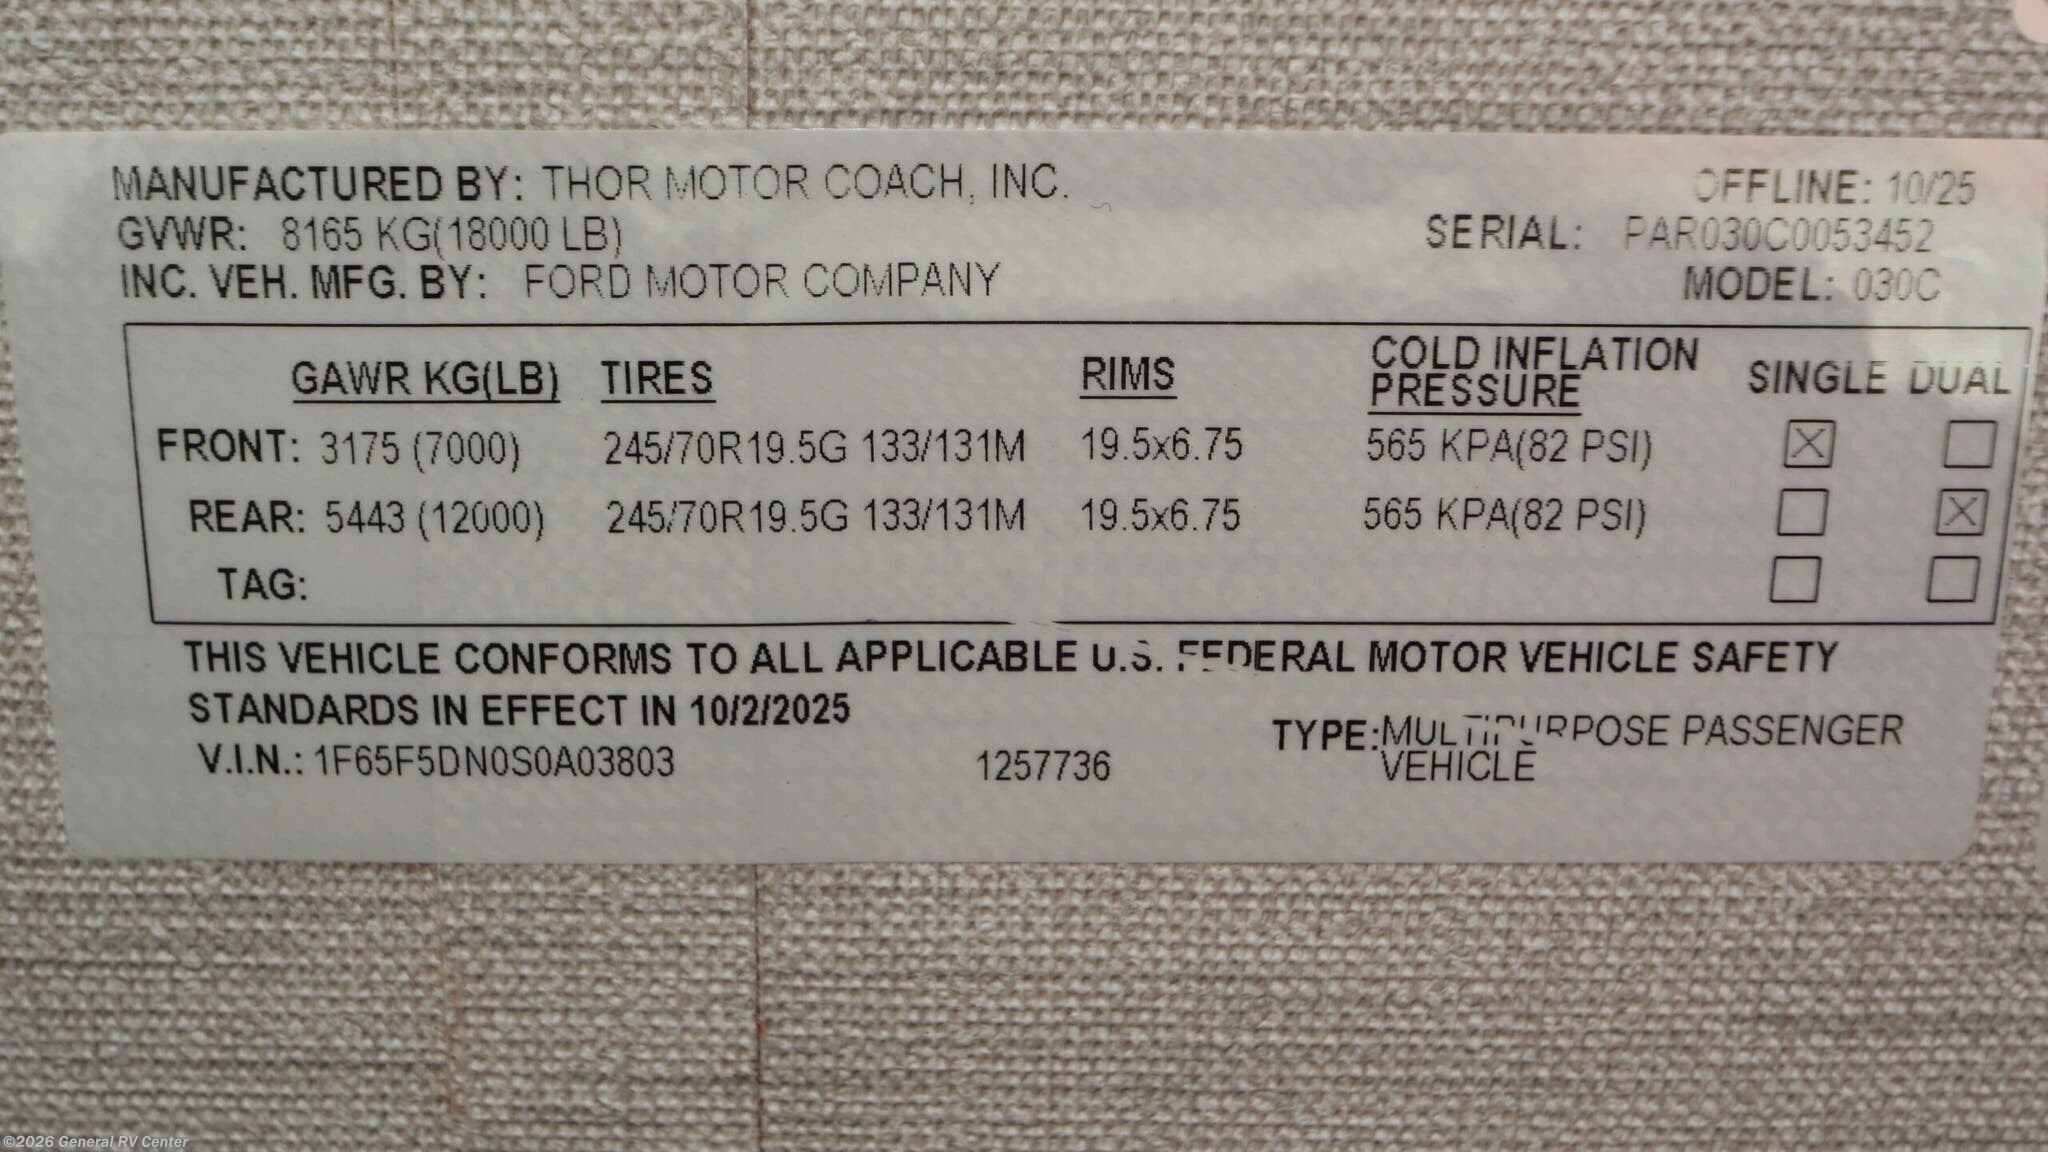 MANUFACTURED BY: THOR MOTOR COACH, INC. OFFLINE: 10/25
GVWR: 8165 KG(18000 LB) SERIAL: PAR030C0053452
INC. VEH. MFG. BY: FORD MOTOR COMPANY MODEL: 030C
GAWR KG(LB) TIRES RIMS COLD INFLATION PRESSURE SINGLE DUAL
FRONT: 3175 (7000) 245/70R19.5G 133/131M 19.5x6.75 565 KPA(82 PSI) ☒ ☐
REAR: 5443 (12000) 245/70R19.5G 133/131M 19.5x6.75 565 KPA(82 PSI) ☐ ☒
TAG: ☐ ☐
THIS VEHICLE CONFORMS TO ALL APPLICABLE U.S. FEDERAL MOTOR VEHICLE SAFETY
STANDARDS IN EFFECT IN 10/2/2025
TYPE: MULTIPURPOSE PASSENGER
VEHICLE
V.I.N.: 1F65F5DN0S0A03803 1257736
©2026 General RV Center